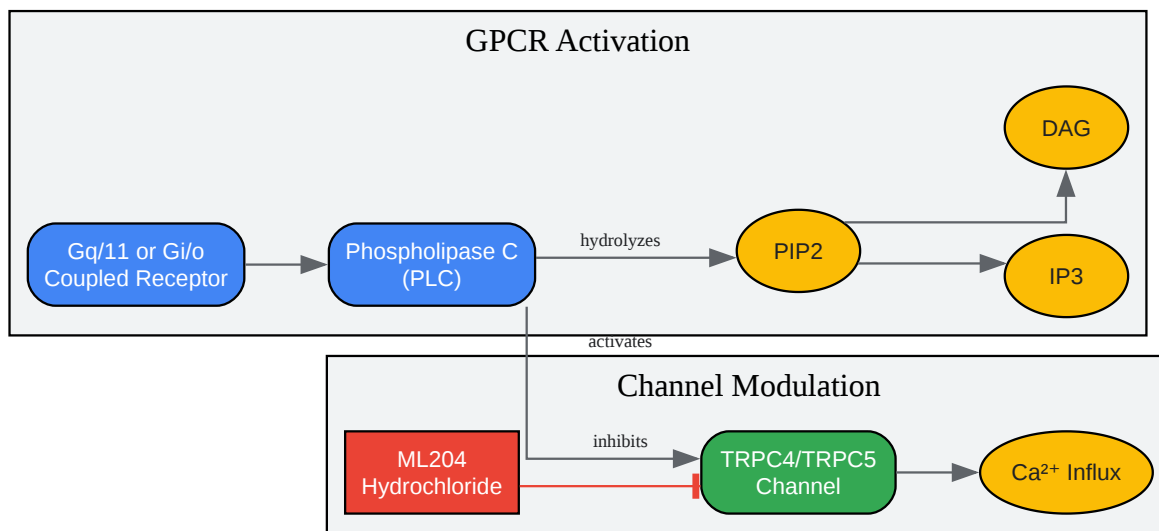 GPCR Activation
DAG
Gq/11 or Gi/o
Coupled Receptor
Phospholipase C
(PLC)
hydrolyzes
PIP2
IP3
activates
Channel Modulation
inhibits
ML204
Hydrochloride
TRPC4/TRPC5
Channel
Ca²⁺ Influx